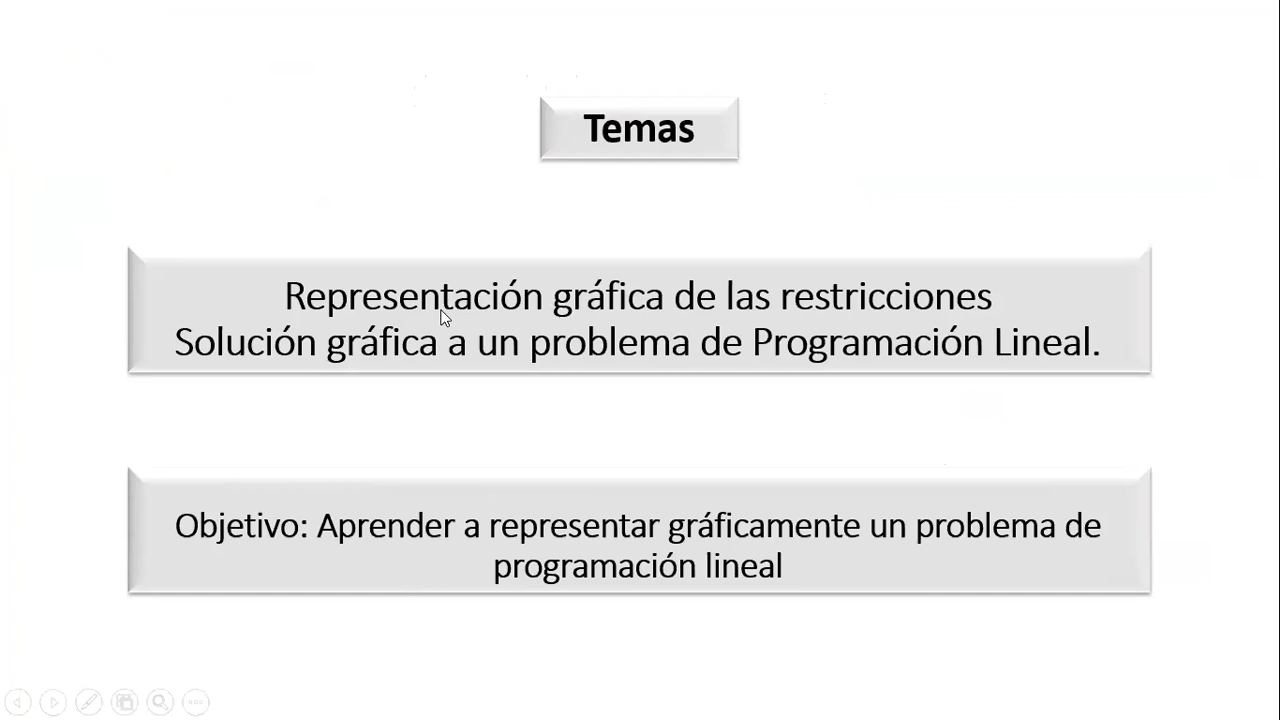 Temas
Representación gráfica de las restricciones
Solución gráfica a un problema de Programación Lineal.
Objetivo: Aprender a representar gráficamente un problema de
programación lineal